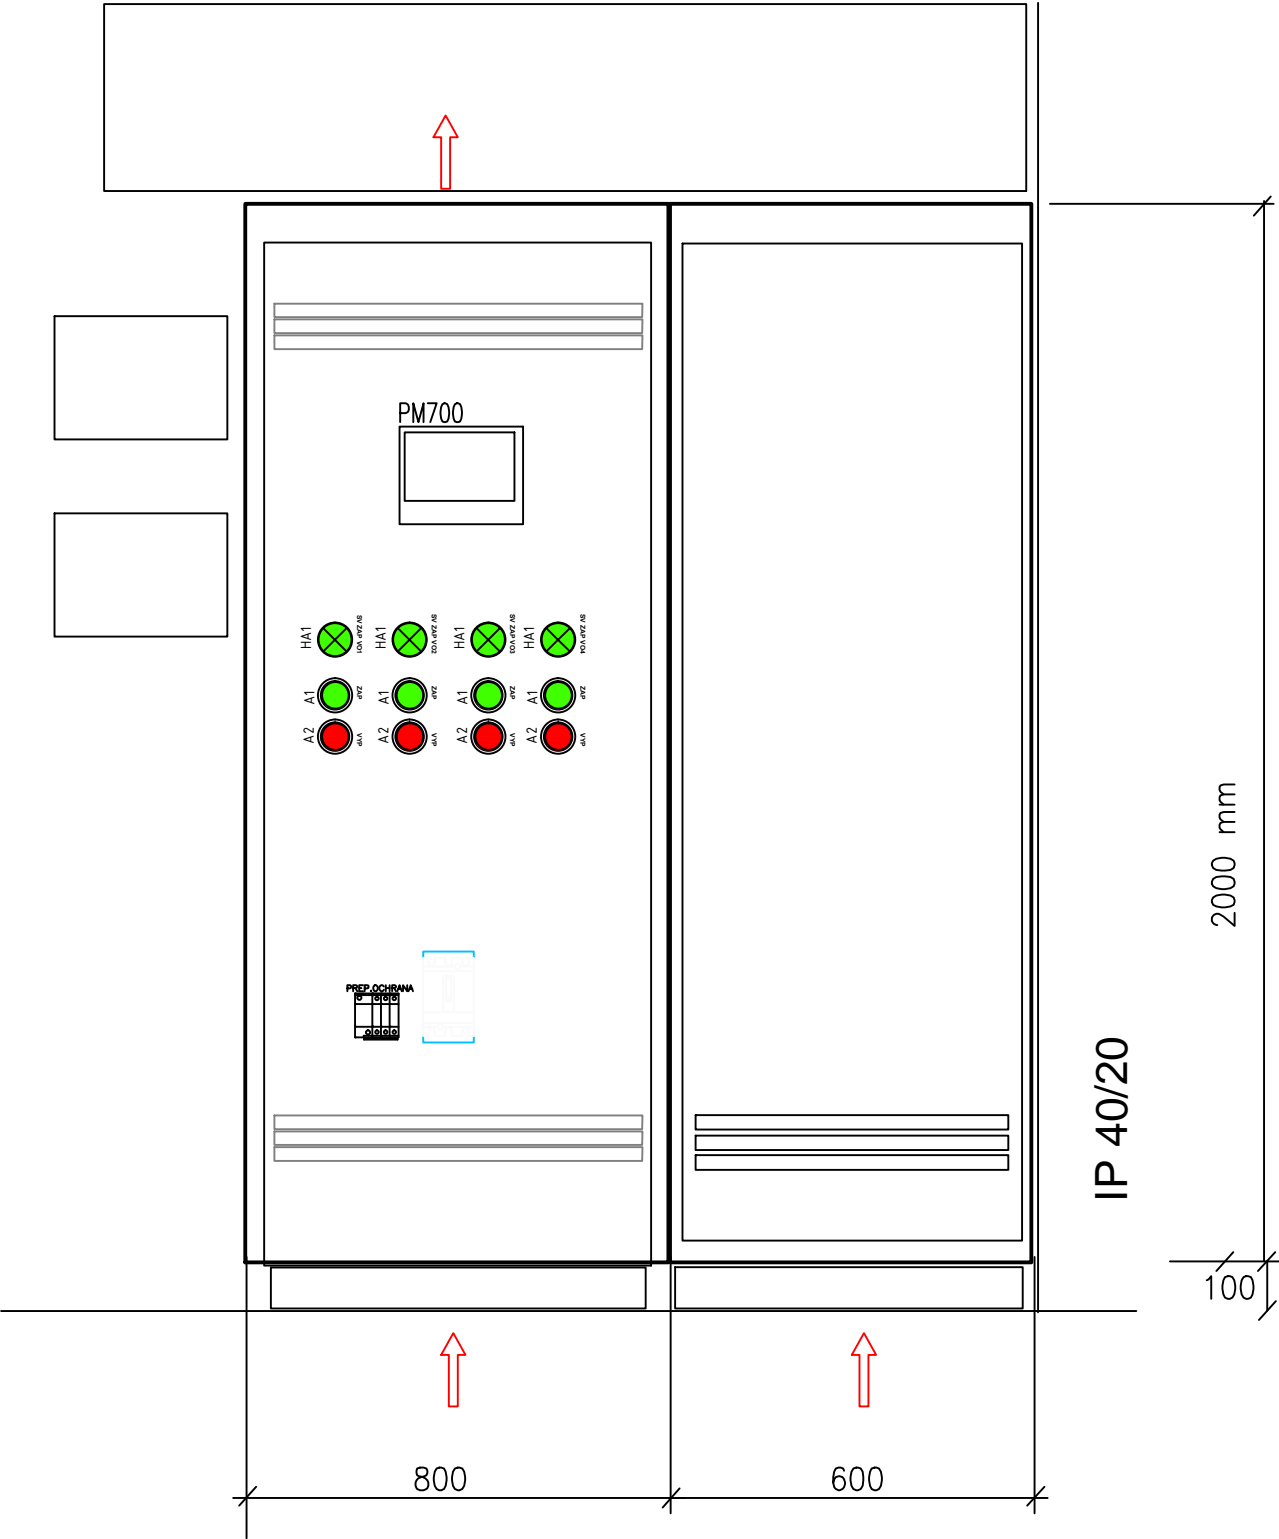 PM700
HA1 SV ZAP VO1 HA1 SV ZAP VO2 HA1 SV ZAP VO3 HA1 SV ZAP VO4
A1 ZAP A1 ZAP A1 ZAP A1 ZAP
A2 VYP A2 VYP A2 VYP A2 VYP
2000 mm
PREP.OCHRANA
IP 40/20
100
800
600